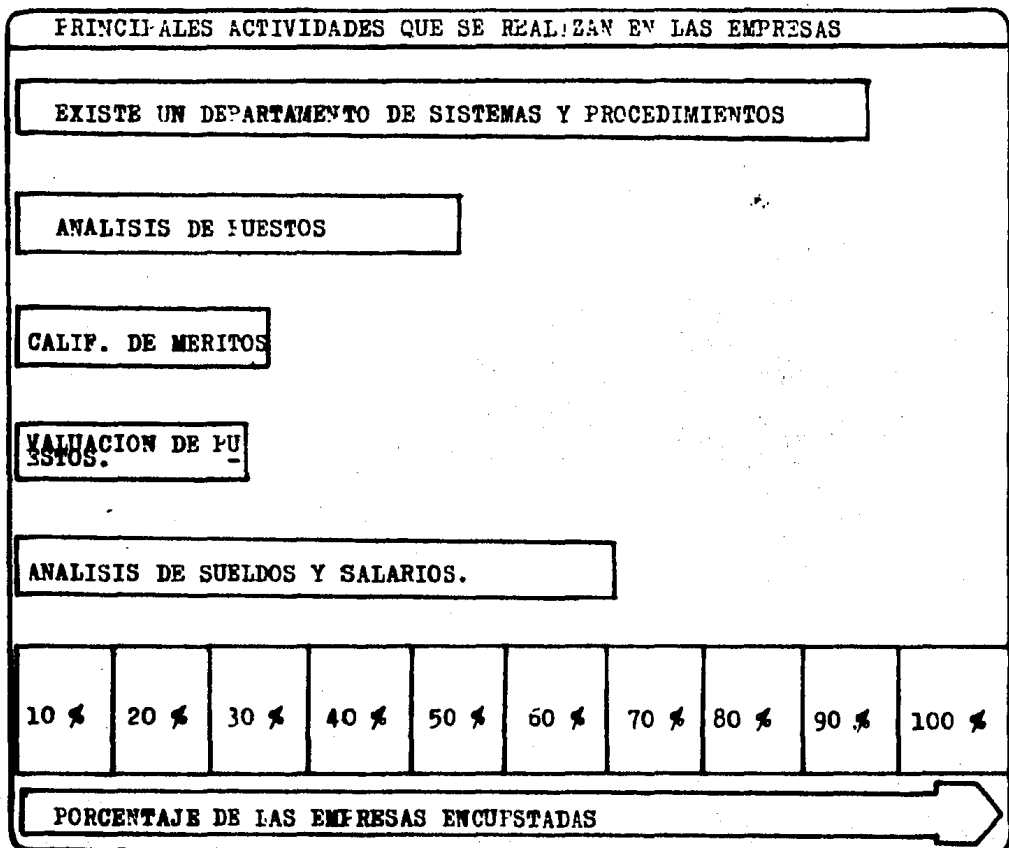 PRINCIPALES ACTIVIDADES QUE SE REALIZAN EN LAS EMPRESAS
EXISTE UN DEPARTAMENTO DE SISTEMAS Y PROCEDIMIENTOS
ANALISIS DE PUESTOS
CALIF. DE MERITOS
VALUACION DE PU
ESTOS.
ANALISIS DE SUELDOS Y SALARIOS.
10 % 20 % 30 % 40 % 50 % 60 % 70 % 80 % 90 % 100 %
PORCENTAJE DE LAS EMPRESAS ENCUESTADAS